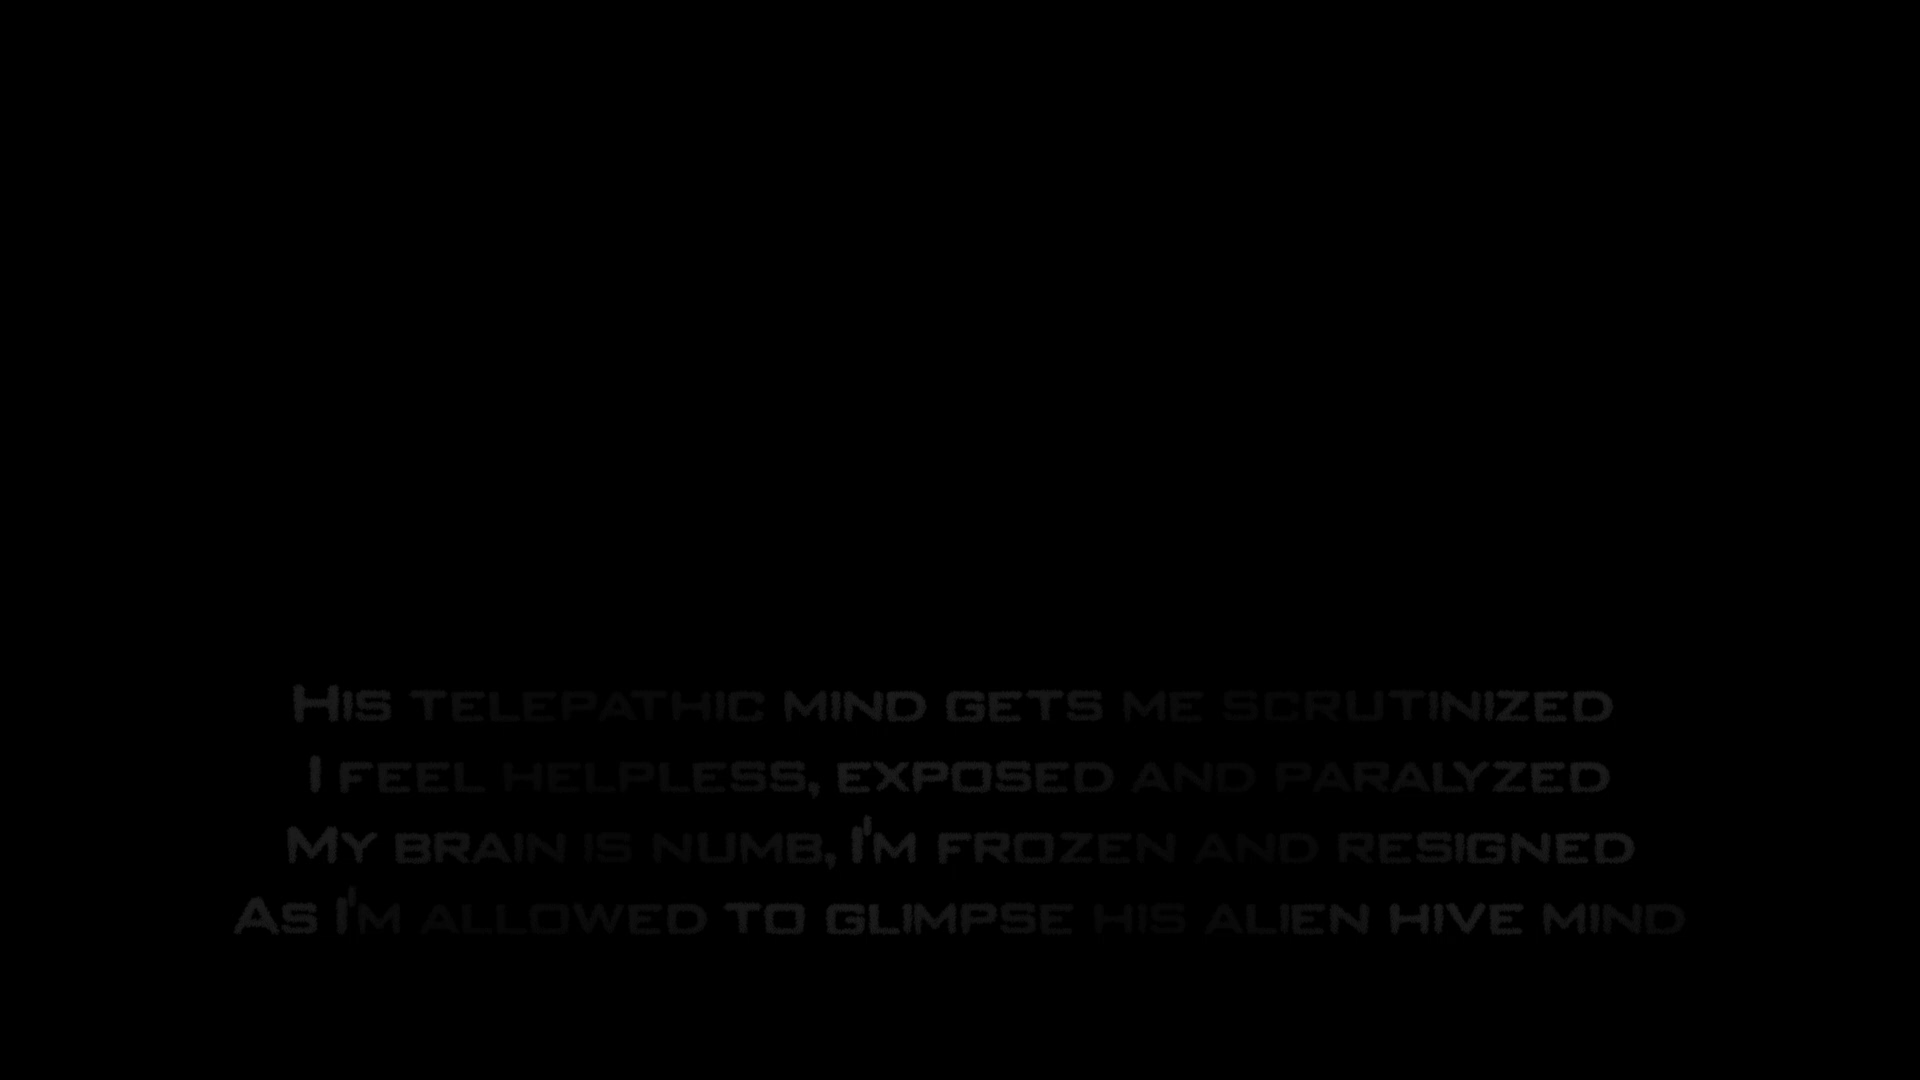 His telepathic mind gets me scrutinized
I feel helpless, exposed and paralyzed
My brain is numb, I'm frozen and resigned
As I'm allowed to glimpse his alien hive mind